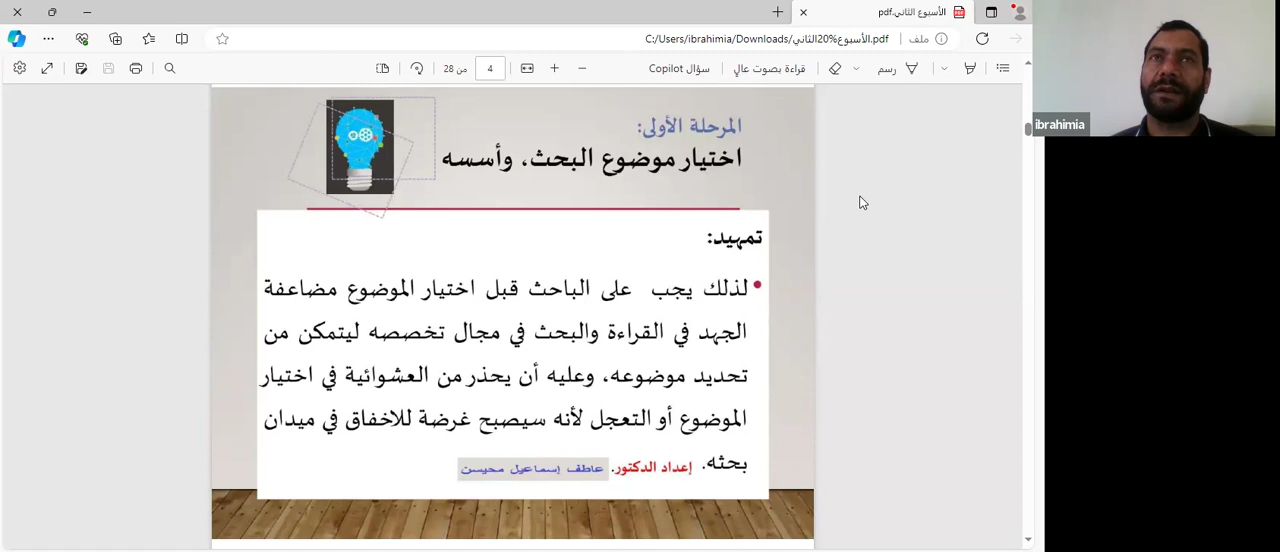 الأسبوع الثاني.pdf
C:/Users/ibrahimia/Downloads/الأسبوع%20الثاني.pdf
ملف
4 من 28
سؤال Copilot
قراءة بصوت عالٍ
رسم
ibrahimia
المرحلة الأولى:
اختيار موضوع البحث، وأسسه
تمهيد:
• لذلك يجب على الباحث قبل اختيار الموضوع مضاعفة
الجهد في القراءة والبحث في مجال تخصصه ليتمكن من
تحديد موضوعه، وعليه أن يحذر من العشوائية في اختيار
الموضوع أو التعجل لأنه سيصبح غرضة للاخفاق في ميدان
بحثه. إعداد الدكتور. عاطف إسماعيل محيسن